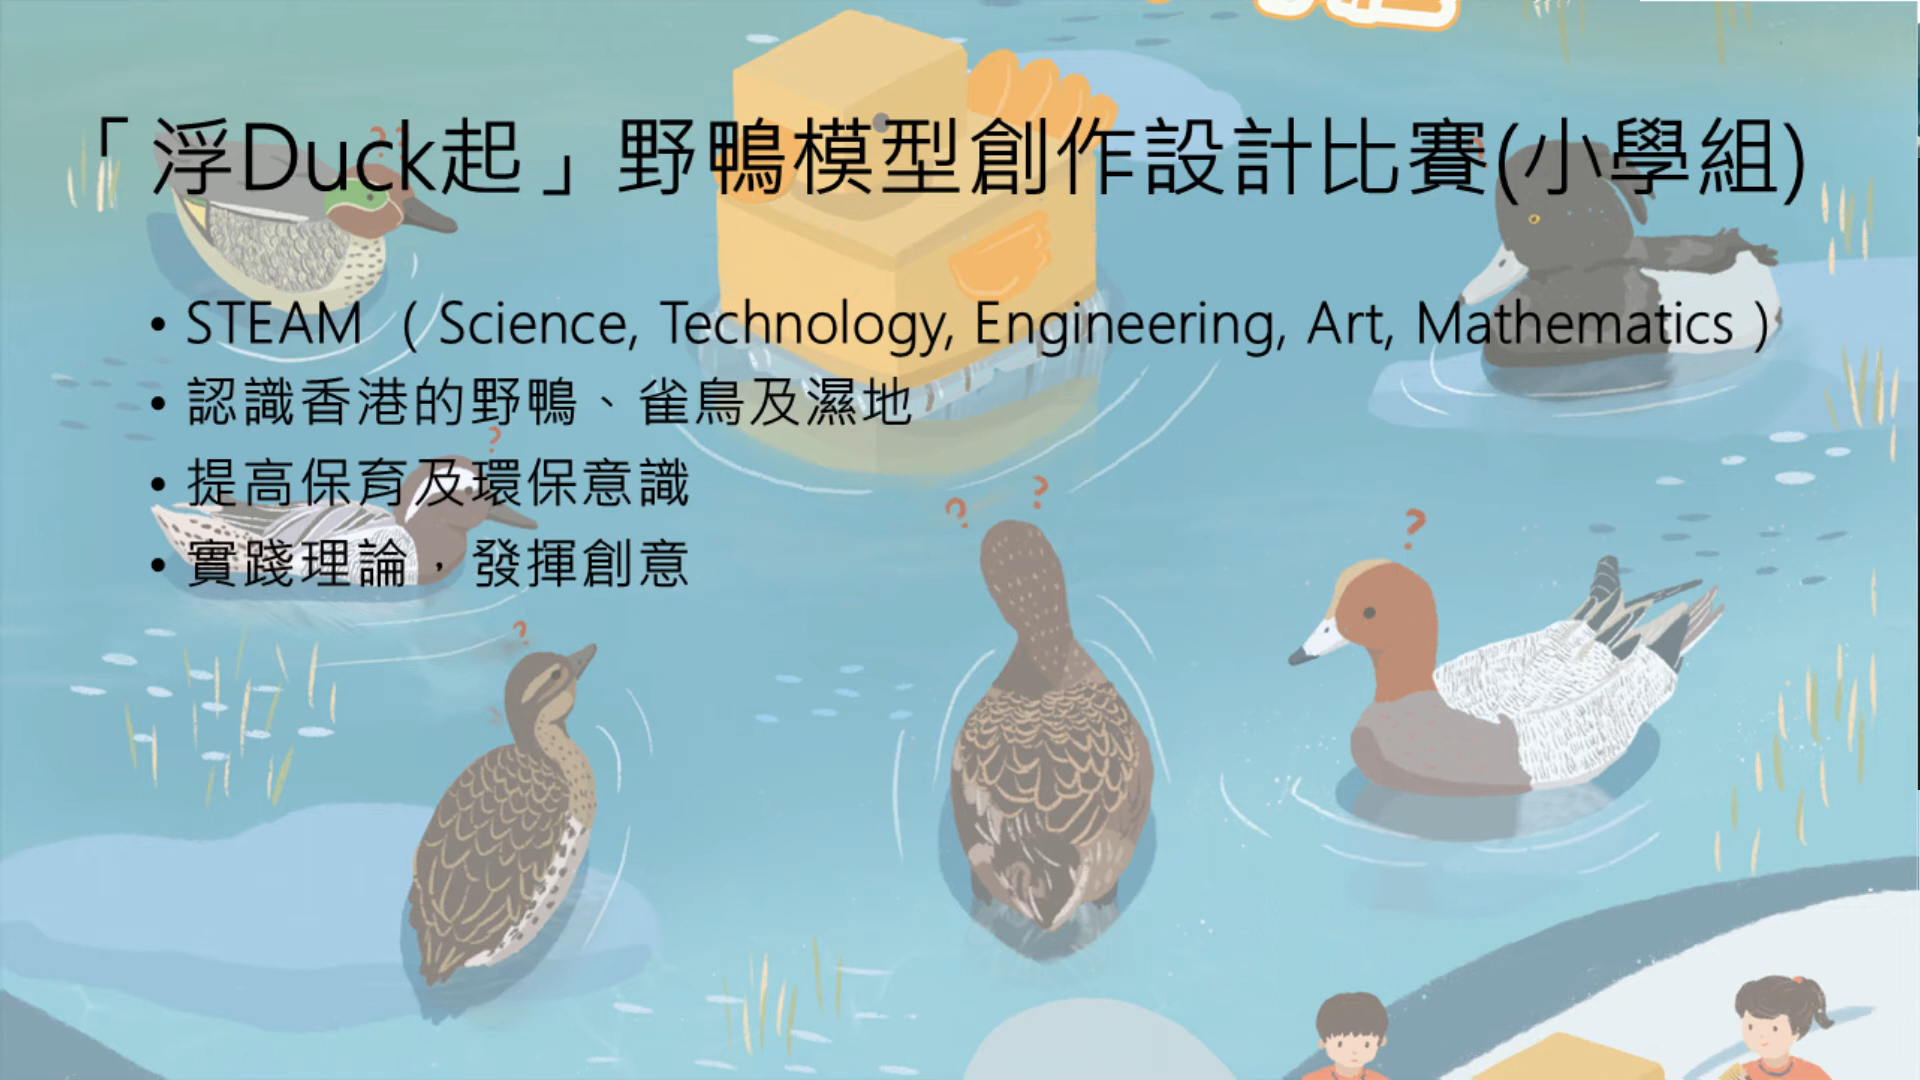 「浮Duck起」野鴨模型創作設計比賽(小學組)
• STEAM （Science, Technology, Engineering, Art, Mathematics）
• 認識香港的野鴨、雀鳥及濕地
• 提高保育及環保意識
• 實踐理論，發揮創意